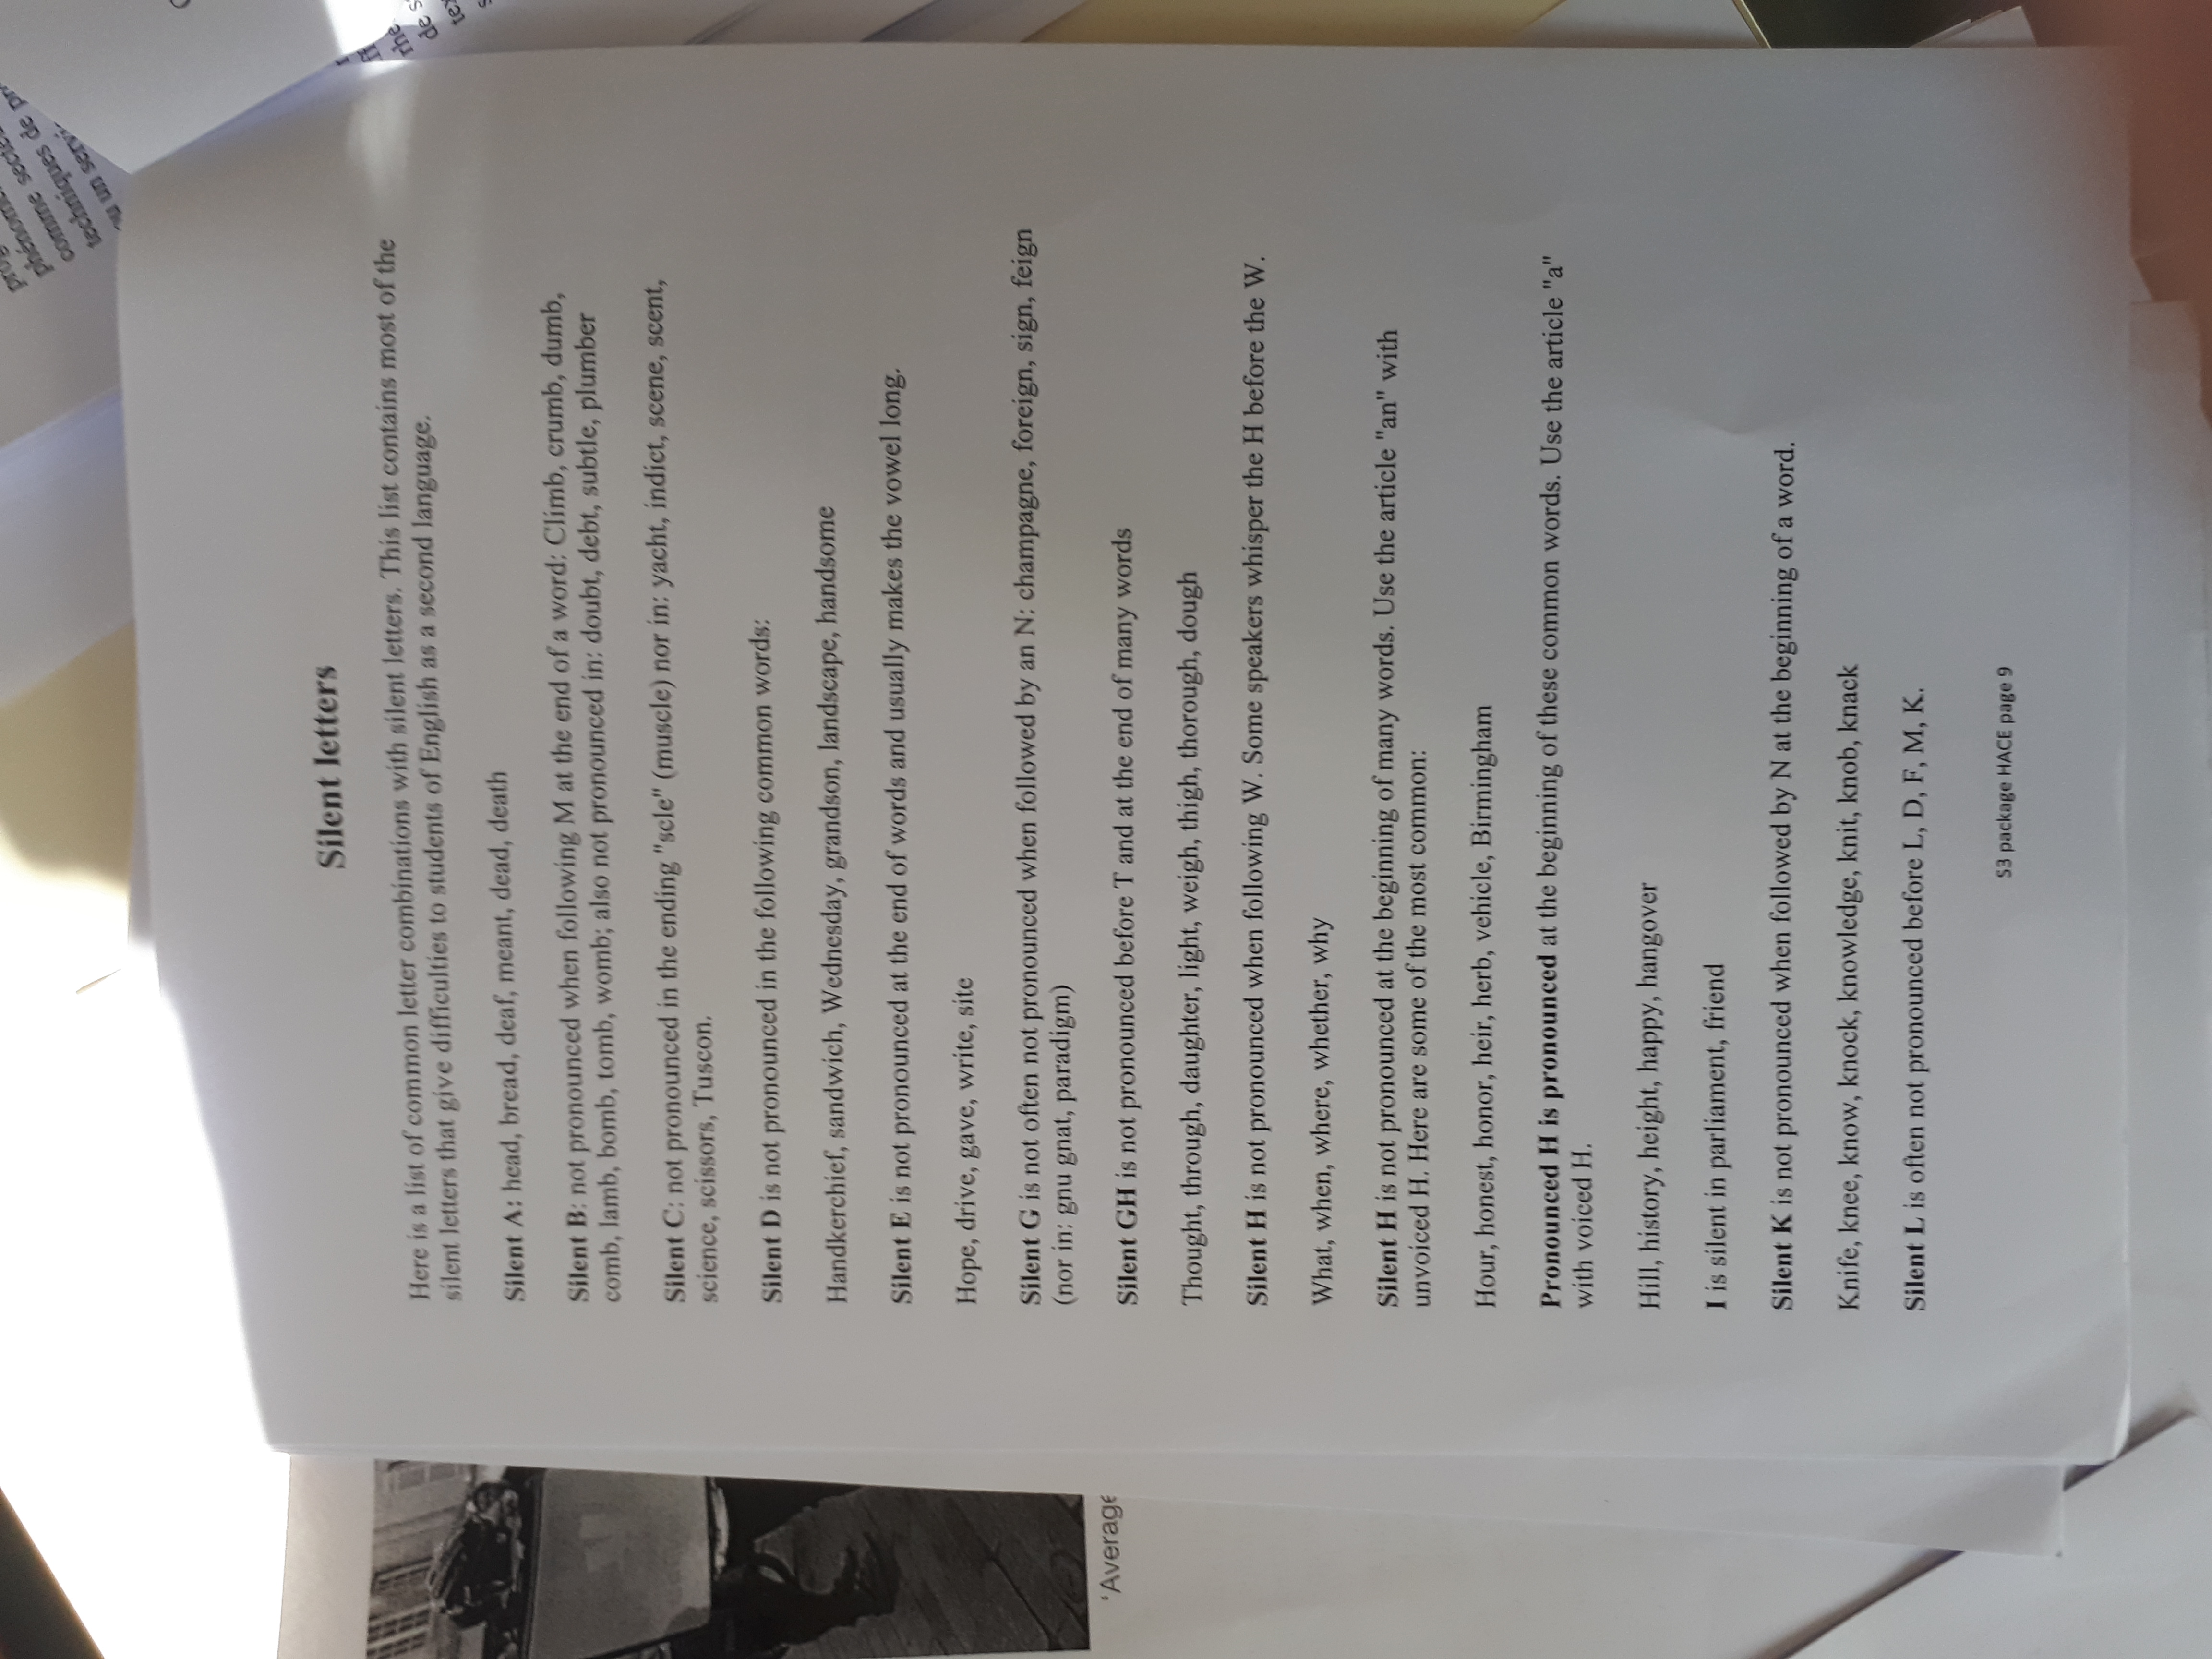 Silent letters
Here is a list of common letter combinations with silent letters. This list contains most of the
silent letters that give difficulties to students of English as a second language.
Silent A: head, bread, deaf, meant, dead, death
Silent B: not pronounced when following M at the end of a word: Climb, crumb, dumb,
comb, lamb, bomb, tomb, womb; also not pronounced in: doubt, debt, subtle, plumber
Silent C: not pronounced in the ending "scle" (muscle) nor in: yacht, indict, scene, scent,
science, scissors, Tuscon.
Silent D is not pronounced in the following common words:
Handkerchief, sandwich, Wednesday, grandson, landscape, handsome
Silent E is not pronounced at the end of words and usually makes the vowel long.
Hope, drive, gave, write, site
Silent G is not often not pronounced when followed by an N: champagne, foreign, sign, feign
(nor in: gnu gnat, paradigm)
Silent GH is not pronounced before T and at the end of many words
Thought, through, daughter, light, weigh, thigh, thorough, dough
Silent H is not pronounced when following W. Some speakers whisper the H before the W.
What, when, where, whether, why
Silent H is not pronounced at the beginning of many words. Use the article "an" with
unvoiced H. Here are some of the most common:
Hour, honest, honor, heir, herb, vehicle, Birmingham
Pronounced H is pronounced at the beginning of these common words. Use the article "a"
with voiced H.
Hill, history, height, happy, hangover
I is silent in parliament, friend
Silent K is not pronounced when followed by N at the beginning of a word.
Knife, knee, know, knock, knowledge, knit, knob, knack
Silent L is often not pronounced before L, D, F, M, K.
S3 package HACE page 9
'Average
comme
techniques de
un